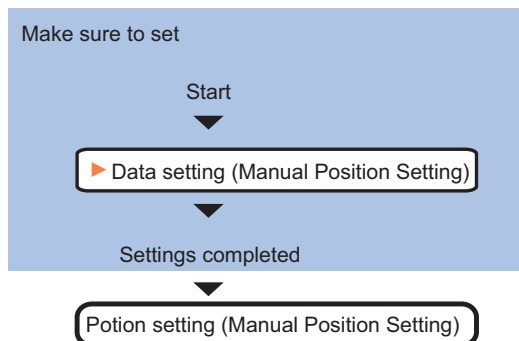 Make sure to set
Start
Data setting (Manual Position Setting)
Settings completed
Potion setting (Manual Position Setting)